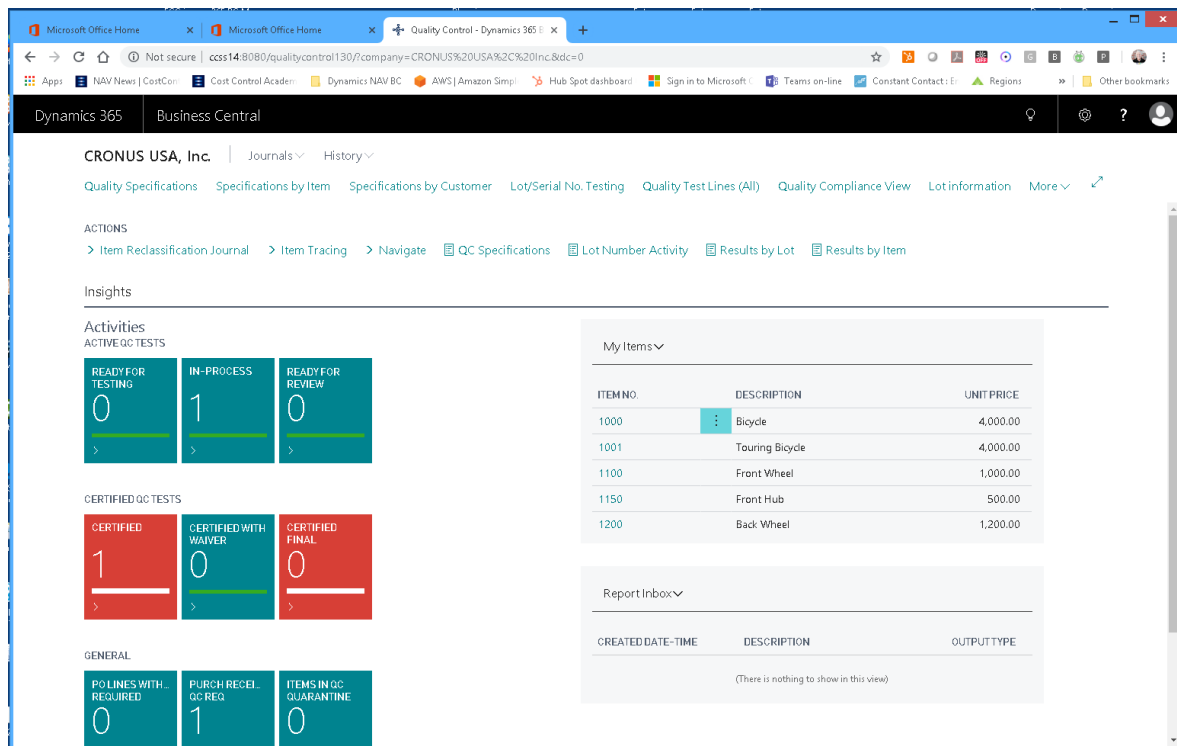 Microsoft Office Home
Microsoft Office Home
Quality Control - Dynamics 365 B
Not secure | ccss14:8080/qualitycontrol130/?company=CRONUS%20USA%2C%20Inc.&dc=0
Apps NAV News | CostCon Cost Control Academ Dynamics NAV BC AWS | Amazon Simpl Hub Spot dashboard Sign in to Microsoft Teams on-line Constant Contact : Er Regions » Other bookmarks
Dynamics 365 Business Central ?
CRONUS USA, Inc. Journals History
Quality Specifications Specifications by Item Specifications by Customer Lot/Serial No. Testing Quality Test Lines (All) Quality Compliance View Lot information More
ACTIONS
> Item Reclassification Journal > Item Tracing > Navigate QC Specifications Lot Number Activity Results by Lot Results by Item
Insights
Activities
ACTIVE QC TESTS
READY FOR TESTING
0
IN-PROCESS
1
READY FOR REVIEW
0
CERTIFIED QC TESTS
CERTIFIED
1
CERTIFIED WITH WAIVER
0
CERTIFIED FINAL
0
GENERAL
PO LINES WITH... REQUIRED
0
PURCH RECEI... QC REQ
1
ITEMS IN QC QUARANTINE
0
My Items
ITEM NO. DESCRIPTION UNIT PRICE
1000 Bicycle 4,000.00
1001 Touring Bicycle 4,000.00
1100 Front Wheel 1,000.00
1150 Front Hub 500.00
1200 Back Wheel 1,200.00
Report Inbox
CREATED DATE-TIME DESCRIPTION OUTPUT TYPE
(There is nothing to show in this view)